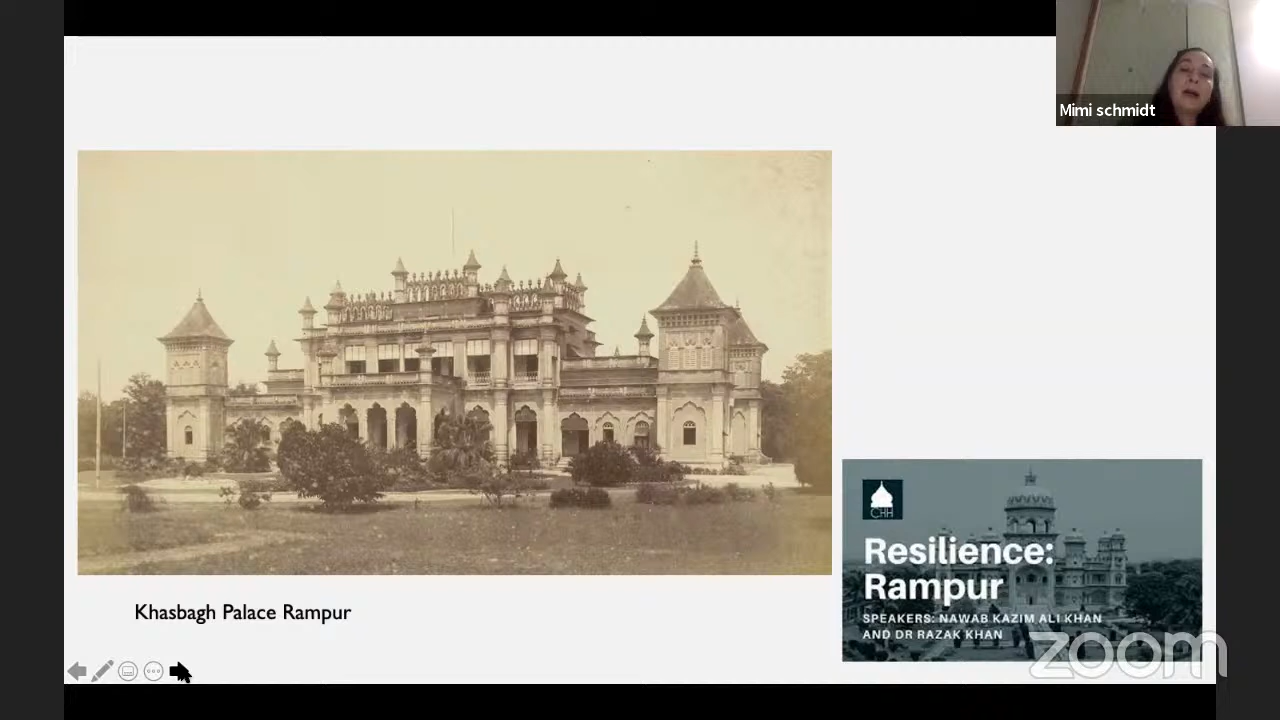 Mimi schmidt
CHH
Resilience:
Rampur
SPEAKERS: NAWAB KAZIM ALI KHAN
AND DR RAZAK KHAN
Khasbagh Palace Rampur
zoom